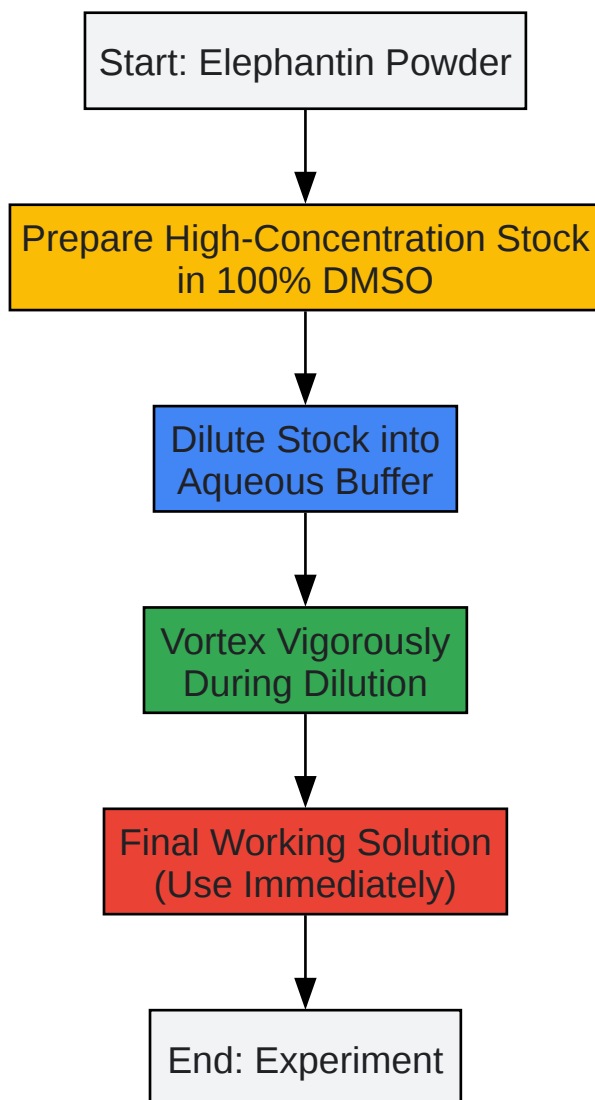 Start: Elephantin Powder
Prepare High-Concentration Stock
in 100% DMSO
Dilute Stock into
Aqueous Buffer
Vortex Vigorously
During Dilution
Final Working Solution
(Use Immediately)
End: Experiment